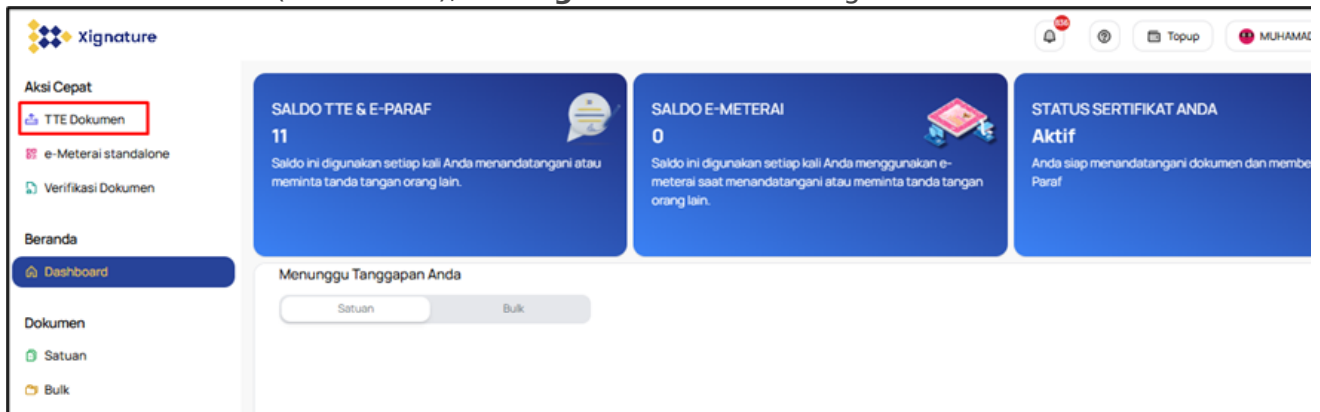 Xignature
836
Topup
MUHAMAD
Aksi Cepat
TTE Dokumen
e-Meterai standalone
Verifikasi Dokumen
Beranda
Dashboard
Dokumen
Satuan
Bulk
SALDO TTE & E-PARAF
11
Saldo ini digunakan setiap kali Anda menandatangani atau
meminta tanda tangan orang lain.
SALDO E-METERAI
0
Saldo ini digunakan setiap kali Anda menggunakan e-
meterai saat menandatangani atau meminta tanda tangan
orang lain.
STATUS SERTIFIKAT ANDA
Aktif
Anda siap menandatangani dokumen dan membe
Paraf
Menunggu Tanggapan Anda
Satuan
Bulk